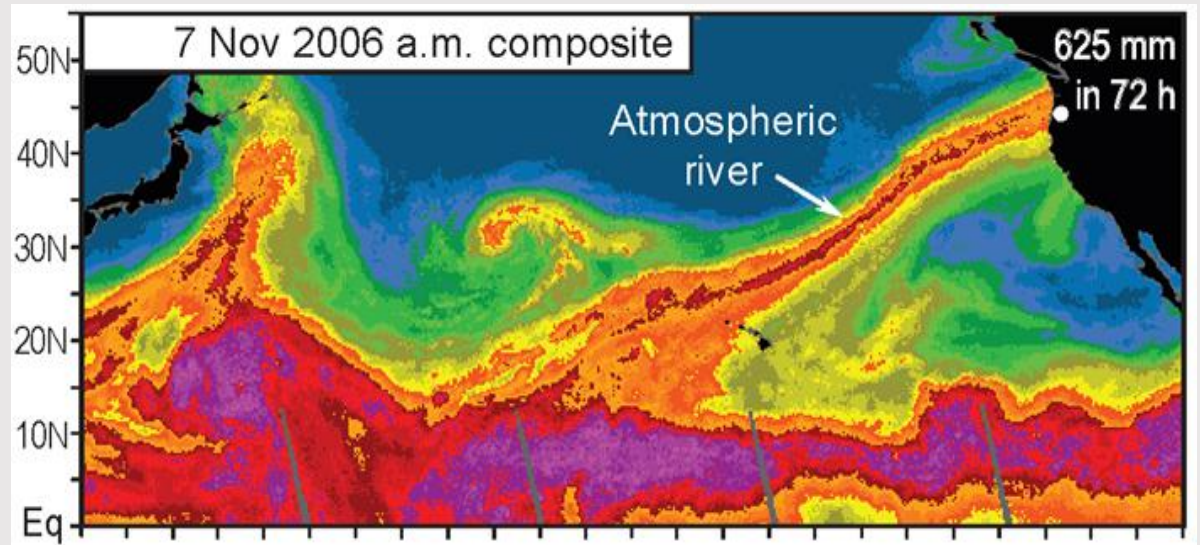 7 Nov 2006 a.m. composite
625 mm
in 72 h
Atmospheric
river
50N
40N
30N
20N
10N
Eq